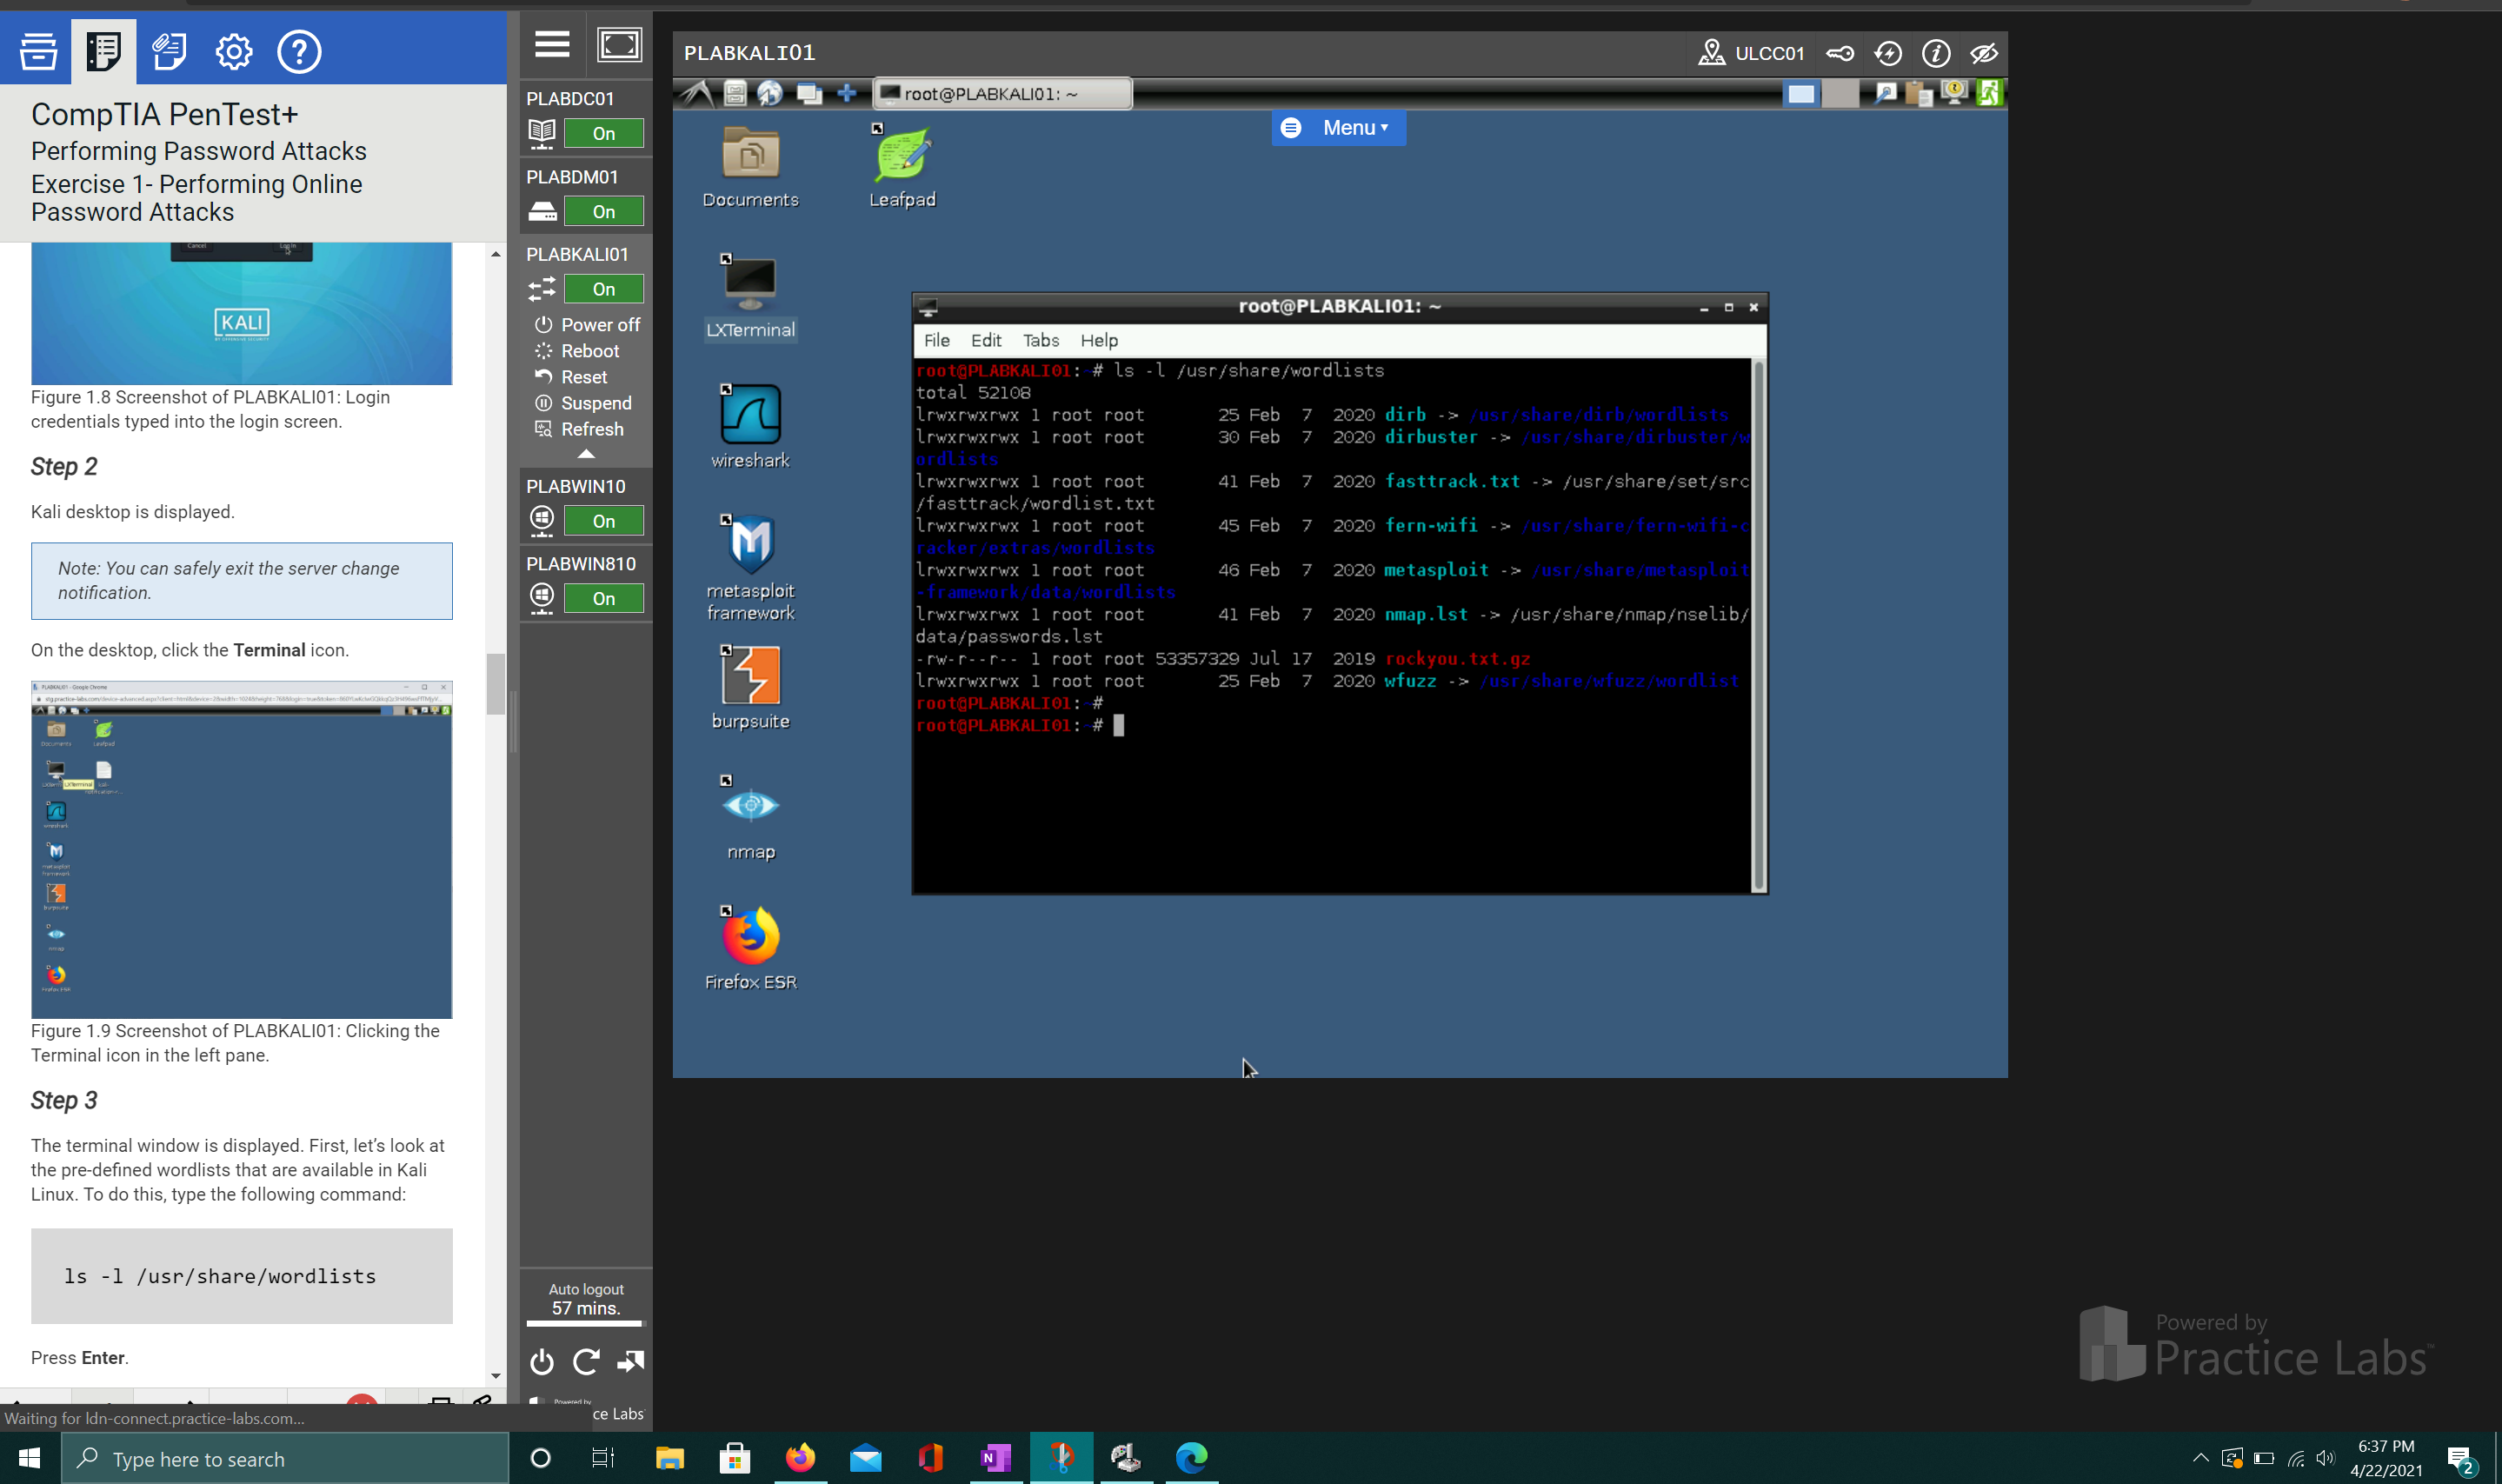 CompTIA PenTest+
Performing Password Attacks
Exercise 1- Performing Online
Password Attacks
KALI
Figure 1.8 Screenshot of PLABKALI01: Login
credentials typed into the login screen.
Step 2
Kali desktop is displayed.
Note: You can safely exit the server change
notification.
On the desktop, click the Terminal icon.
PLABKALI01 - Google Chrome
Figure 1.9 Screenshot of PLABKALI01: Clicking the
Terminal icon in the left pane.
Step 3
The terminal window is displayed. First, let's look at
the pre-defined wordlists that are available in Kali
Linux. To do this, type the following command:
ls -l /usr/share/wordlists
Press Enter.
Waiting for ldn-connect.practice-labs.com...
PLABDC01
On
PLABDM01
On
PLABKALI01
On
Power off
Reboot
Reset
Suspend
Refresh
PLABWIN10
On
PLABWIN810
On
Auto logout
57 mins.
Powered by
ce Labs
PLABKALI01
ULCC01
root@PLABKALI01: ~
Menu
Documents
Leafpad
LXTerminal
wireshark
metasploit
framework
burpsuite
nmap
Firefox ESR
root@PLABKALI01: ~
File Edit Tabs Help
root@PLABKALI01:~# ls -l /usr/share/wordlists
total 52108
lrwxrwxrwx 1 root root 25 Feb 7 2020 dirb -> /usr/share/dirb/wordlists
lrwxrwxrwx 1 root root 30 Feb 7 2020 dirbuster -> /usr/share/dirbuster/w
ordlists
lrwxrwxrwx 1 root root 41 Feb 7 2020 fasttrack.txt -> /usr/share/set/src
/fasttrack/wordlist.txt
lrwxrwxrwx 1 root root 45 Feb 7 2020 fern-wifi -> /usr/share/fern-wifi-c
racker/extras/wordlists
lrwxrwxrwx 1 root root 46 Feb 7 2020 metasploit -> /usr/share/metasploit
-framework/data/wordlists
lrwxrwxrwx 1 root root 41 Feb 7 2020 nmap.lst -> /usr/share/nmap/nselib/
data/passwords.lst
-rw-r--r-- 1 root root 53357329 Jul 17 2019 rockyou.txt.gz
lrwxrwxrwx 1 root root 25 Feb 7 2020 wfuzz -> /usr/share/wfuzz/wordlist
root@PLABKALI01:~#
root@PLABKALI01:~#
Powered by
Practice Labs
Type here to search
6:37 PM
4/22/2021
2